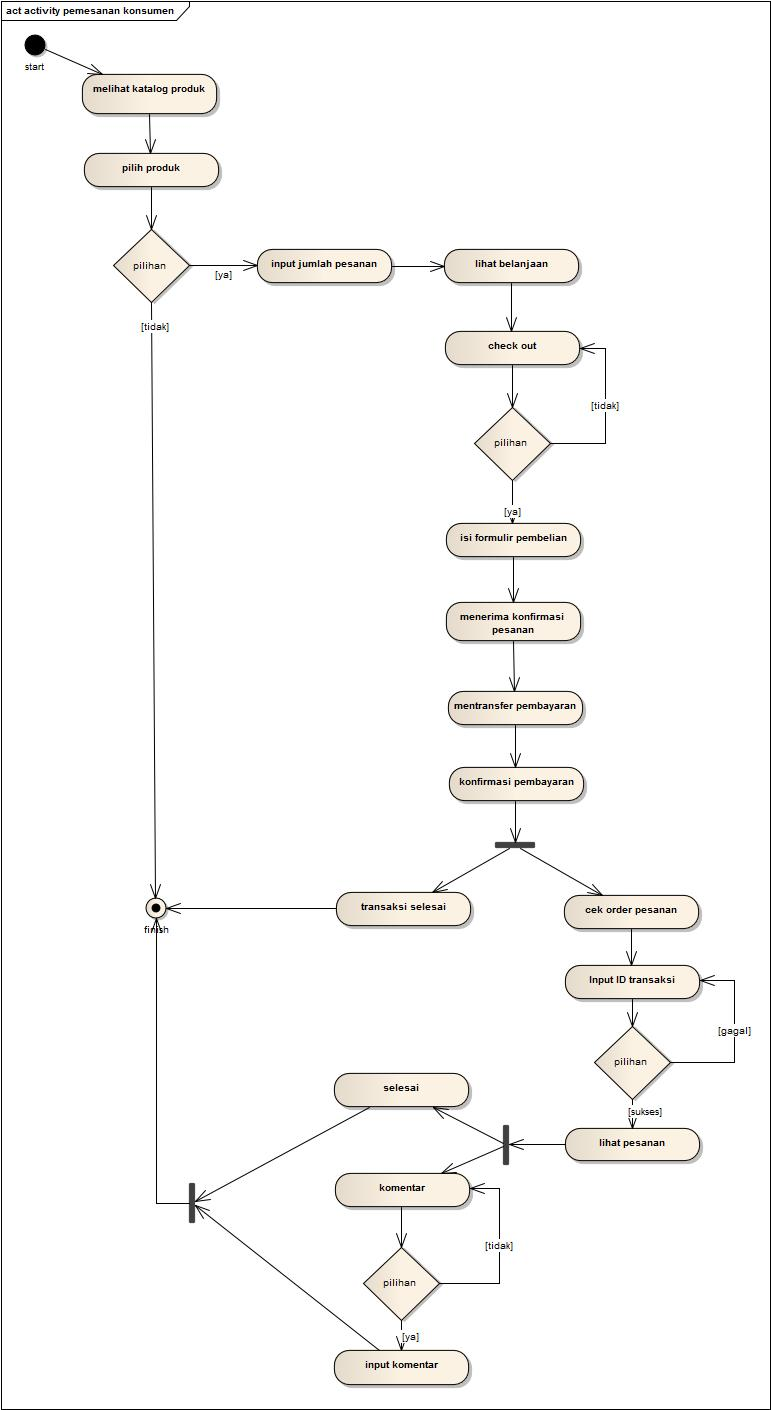 act activity pemesanan konsumen
start
melihat katalog produk
pilih produk
pilihan
[ya]
input jumlah pesanan
lihat belanjaan
[tidak]
check out
[tidak]
pilihan
[ya]
isi formulir pembelian
menerima konfirmasi
pesanan
mentransfer pembayaran
konfirmasi pembayaran
transaksi selesai
cek order pesanan
finish
Input ID transaksi
[gagal]
pilihan
[sukses]
selesai
lihat pesanan
komentar
[tidak]
pilihan
[ya]
input komentar